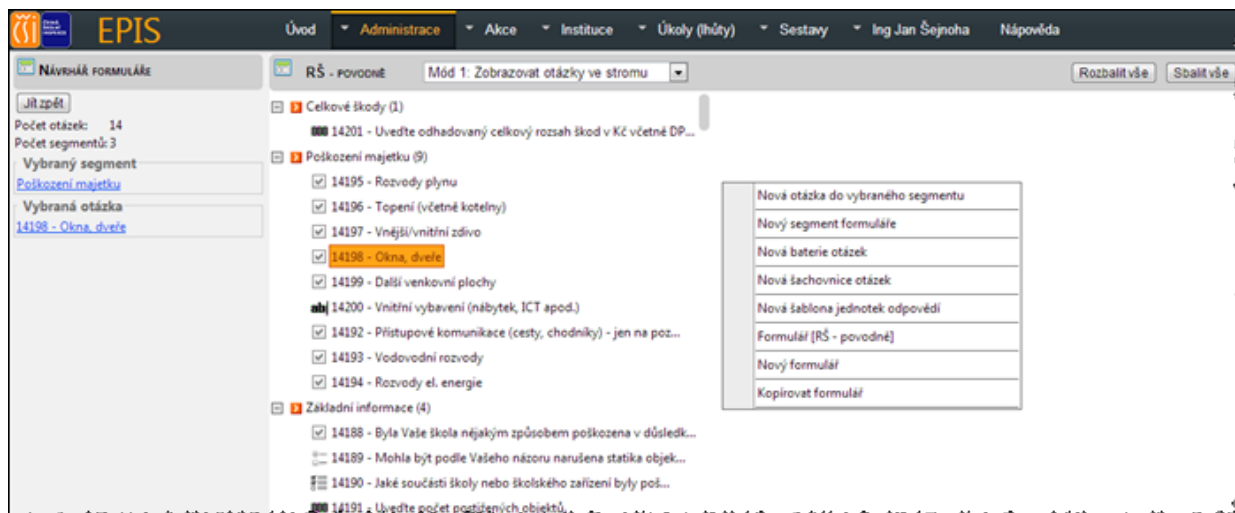 EPIS
Úvod Administrace Akce Instituce Úkoly (lhůty) Sestavy Ing Jan Šejnoha Nápověda
NÁVRHÁŘ FORMULÁŘE
RŠ - POVODNĚ Mód 1: Zobrazovat otázky ve stromu Rozbalit vše Sbalit vše
Jít zpět
Počet otázek: 14
Počet segmentů: 3
Vybraný segment
Poškození majetku
Vybraná otázka
14198 - Okna, dveře
Celkové škody (1)
14201 - Uveďte odhadovaný celkový rozsah škod v Kč včetně DP...
Poškození majetku (9)
14195 - Rozvody plynu
14196 - Topení (včetně kotelny)
14197 - Vnější/vnitřní zdivo
14198 - Okna, dveře
14199 - Další venkovní plochy
14200 - Vnitřní vybavení (nábytek, ICT apod.)
14192 - Přístupové komunikace (cesty, chodníky) - jen na poz...
14193 - Vodovodní rozvody
14194 - Rozvody el. energie
Základní informace (4)
14188 - Byla Vaše škola nějakým způsobem poškozena v důsledk...
14189 - Mohla být podle Vašeho názoru narušena statika objek...
14190 - Jaké součásti školy nebo školského zařízení byly poš...
14191 - Uveďte počet postižených objektů
Nová otázka do vybraného segmentu
Nový segment formuláře
Nová baterie otázek
Nová šachovnice otázek
Nová šablona jednotek odpovědí
Formulář [RŠ - povodně]
Nový formulář
Kopírovat formulář